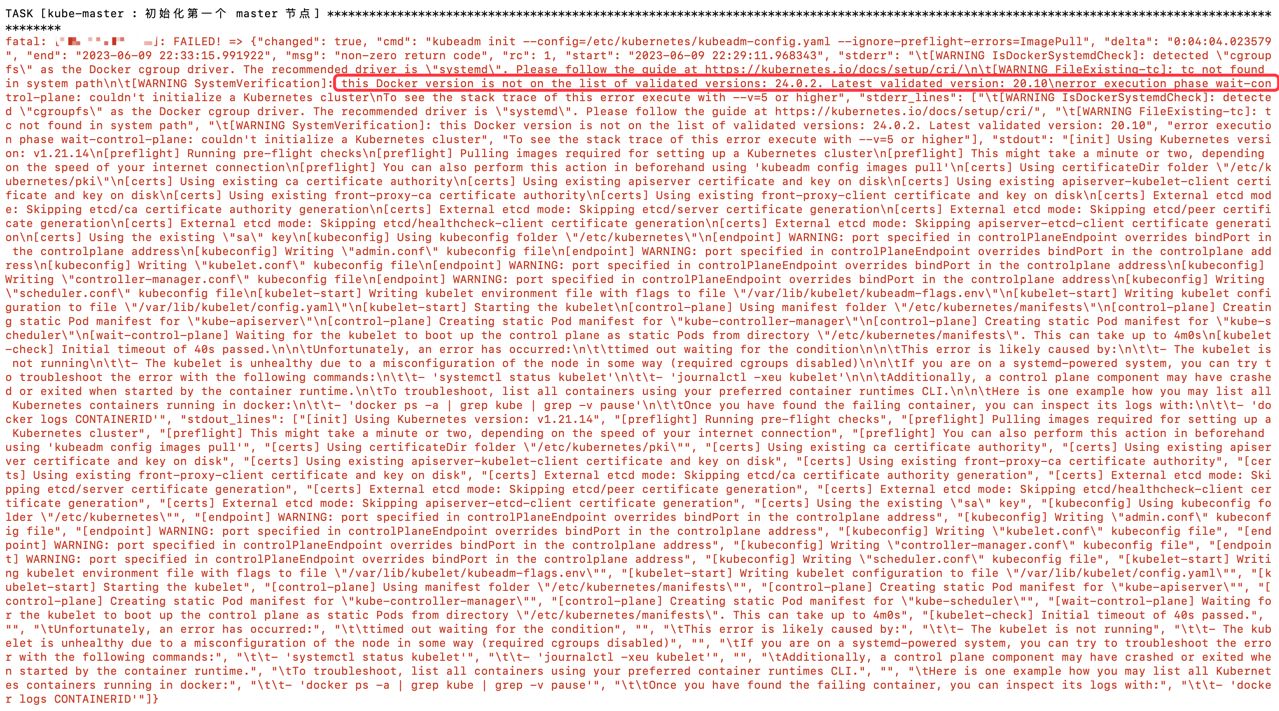 TASK [kube-master : 初始化第一个 master 节点] ***************************************************************************************************************************************
********
fatal: : FAILED! => {"changed": true, "cmd": "kubeadm init --config=/etc/kubernetes/kubeadm-config.yaml --ignore-preflight-errors=ImagePull", "delta": "0:04:04.023579
", "end": "2023-06-09 22:33:15.991922", "msg": "non-zero return code", "rc": 1, "start": "2023-06-09 22:29:11.968343", "stderr": "\t[WARNING IsDockerSystemdCheck]: detected \"cgroup
fs\" as the Docker cgroup driver. The recommended driver is \"systemd\". Please follow the guide at https://kubernetes.io/docs/setup/cri/\n\t[WARNING FileExisting-tc]: tc not found
in system path\n\t[WARNING SystemVerification]: this Docker version is not on the list of validated versions: 24.0.2. Latest validated version: 20.10\nerror execution phase wait-con
trol-plane: couldn't initialize a Kubernetes cluster\nTo see the stack trace of this error execute with --v=5 or higher", "stderr_lines": ["\t[WARNING IsDockerSystemdCheck]: detecte
d \"cgroupfs\" as the Docker cgroup driver. The recommended driver is \"systemd\". Please follow the guide at https://kubernetes.io/docs/setup/cri/", "\t[WARNING FileExisting-tc]: t
c not found in system path", "\t[WARNING SystemVerification]: this Docker version is not on the list of validated versions: 24.0.2. Latest validated version: 20.10", "error executio
n phase wait-control-plane: couldn't initialize a Kubernetes cluster", "To see the stack trace of this error execute with --v=5 or higher"], "stdout": "[init] Using Kubernetes versi
on: v1.21.14\n[preflight] Running pre-flight checks\n[preflight] Pulling images required for setting up a Kubernetes cluster\n[preflight] This might take a minute or two, depending
on the speed of your internet connection\n[preflight] You can also perform this action in beforehand using 'kubeadm config images pull'\n[certs] Using certificateDir folder \"/etc/k
ubernetes/pki\"\n[certs] Using existing ca certificate authority\n[certs] Using existing apiserver certificate and key on disk\n[certs] Using existing apiserver-kubelet-client certi
ficate and key on disk\n[certs] Using existing front-proxy-ca certificate authority\n[certs] Using existing front-proxy-client certificate and key on disk\n[certs] External etcd mod
e: Skipping etcd/ca certificate authority generation\n[certs] External etcd mode: Skipping etcd/server certificate generation\n[certs] External etcd mode: Skipping etcd/peer certifi
cate generation\n[certs] External etcd mode: Skipping etcd/healthcheck-client certificate generation\n[certs] External etcd mode: Skipping apiserver-etcd-client certificate generati
on\n[certs] Using the existing \"sa\" key\n[kubeconfig] Using kubeconfig folder \"/etc/kubernetes\"\n[endpoint] WARNING: port specified in controlPlaneEndpoint overrides bindPort in
the controlplane address\n[kubeconfig] Writing \"admin.conf\" kubeconfig file\n[endpoint] WARNING: port specified in controlPlaneEndpoint overrides bindPort in the controlplane add
ress\n[kubeconfig] Writing \"kubelet.conf\" kubeconfig file\n[endpoint] WARNING: port specified in controlPlaneEndpoint overrides bindPort in the controlplane address\n[kubeconfig]
Writing \"controller-manager.conf\" kubeconfig file\n[endpoint] WARNING: port specified in controlPlaneEndpoint overrides bindPort in the controlplane address\n[kubeconfig] Writing
\"scheduler.conf\" kubeconfig file\n[kubelet-start] Writing kubelet environment file with flags to file \"/var/lib/kubelet/kubeadm-flags.env\"\n[kubelet-start] Writing kubelet confi
guration to file \"/var/lib/kubelet/config.yaml\"\n[kubelet-start] Starting the kubelet\n[control-plane] Using manifest folder \"/etc/kubernetes/manifests\"\n[control-plane] Creatin
g static Pod manifest for \"kube-apiserver\"\n[control-plane] Creating static Pod manifest for \"kube-controller-manager\"\n[control-plane] Creating static Pod manifest for \"kube-s
cheduler\"\n[wait-control-plane] Waiting for the kubelet to boot up the control plane as static Pods from directory \"/etc/kubernetes/manifests\". This can take up to 4m0s\n[kubelet
-check] Initial timeout of 40s passed.\n\n\tUnfortunately, an error has occurred:\n\t\ttimed out waiting for the condition\n\n\tThis error is likely caused by:\n\t\t- The kubelet is
not running\n\t\t- The kubelet is unhealthy due to a misconfiguration of the node in some way (required cgroups disabled)\n\n\tIf you are on a systemd-powered system, you can try t
o troubleshoot the error with the following commands:\n\t\t- 'systemctl status kubelet'\n\t\t- 'journalctl -xeu kubelet'\n\n\tAdditionally, a control plane component may have crashe
d or exited when started by the container runtime.\n\tTo troubleshoot, list all containers using your preferred container runtimes CLI.\n\n\tHere is one example how you may list all
Kubernetes containers running in docker:\n\t\t- 'docker ps -a | grep kube | grep -v pause'\n\t\tOnce you have found the failing container, you can inspect its logs with:\n\t\t- 'do
cker logs CONTAINERID'", "stdout_lines": ["[init] Using Kubernetes version: v1.21.14", "[preflight] Running pre-flight checks", "[preflight] Pulling images required for setting up a
Kubernetes cluster", "[preflight] This might take a minute or two, depending on the speed of your internet connection", "[preflight] You can also perform this action in beforehand
using 'kubeadm config images pull'", "[certs] Using certificateDir folder \"/etc/kubernetes/pki\"", "[certs] Using existing ca certificate authority", "[certs] Using existing apiser
ver certificate and key on disk", "[certs] Using existing apiserver-kubelet-client certificate and key on disk", "[certs] Using existing front-proxy-ca certificate authority", "[cer
ts] Using existing front-proxy-client certificate and key on disk", "[certs] External etcd mode: Skipping etcd/ca certificate authority generation", "[certs] External etcd mode: Ski
pping etcd/server certificate generation", "[certs] External etcd mode: Skipping etcd/peer certificate generation", "[certs] External etcd mode: Skipping etcd/healthcheck-client cer
tificate generation", "[certs] External etcd mode: Skipping apiserver-etcd-client certificate generation", "[certs] Using the existing \"sa\" key", "[kubeconfig] Using kubeconfig fo
lder \"/etc/kubernetes\"", "[endpoint] WARNING: port specified in controlPlaneEndpoint overrides bindPort in the controlplane address", "[kubeconfig] Writing \"admin.conf\" kubeconf
ig file", "[endpoint] WARNING: port specified in controlPlaneEndpoint overrides bindPort in the controlplane address", "[kubeconfig] Writing \"kubelet.conf\" kubeconfig file", "[end
point] WARNING: port specified in controlPlaneEndpoint overrides bindPort in the controlplane address", "[kubeconfig] Writing \"controller-manager.conf\" kubeconfig file", "[endpoin
t] WARNING: port specified in controlPlaneEndpoint overrides bindPort in the controlplane address", "[kubeconfig] Writing \"scheduler.conf\" kubeconfig file", "[kubelet-start] Writi
ng kubelet environment file with flags to file \"/var/lib/kubelet/kubeadm-flags.env\"", "[kubelet-start] Writing kubelet configuration to file \"/var/lib/kubelet/config.yaml\"", "[k
ubelet-start] Starting the kubelet", "[control-plane] Using manifest folder \"/etc/kubernetes/manifests\"", "[control-plane] Creating static Pod manifest for \"kube-apiserver\"", "[
control-plane] Creating static Pod manifest for \"kube-controller-manager\"", "[control-plane] Creating static Pod manifest for \"kube-scheduler\"", "[wait-control-plane] Waiting fo
r the kubelet to boot up the control plane as static Pods from directory \"/etc/kubernetes/manifests\". This can take up to 4m0s", "[kubelet-check] Initial timeout of 40s passed.",
"", "\tUnfortunately, an error has occurred:", "\t\ttimed out waiting for the condition", "", "\tThis error is likely caused by:", "\t\t- The kubelet is not running", "\t\t- The kub
elet is unhealthy due to a misconfiguration of the node in some way (required cgroups disabled)", "", "\tIf you are on a systemd-powered system, you can try to troubleshoot the erro
r with the following commands:", "\t\t- 'systemctl status kubelet'", "\t\t- 'journalctl -xeu kubelet'", "", "\tAdditionally, a control plane component may have crashed or exited whe
n started by the container runtime.", "\tTo troubleshoot, list all containers using your preferred container runtimes CLI.", "", "\tHere is one example how you may list all Kubernet
es containers running in docker:", "\t\t- 'docker ps -a | grep kube | grep -v pause'", "\t\tOnce you have found the failing container, you can inspect its logs with:", "\t\t- 'docke
r logs CONTAINERID'"]}